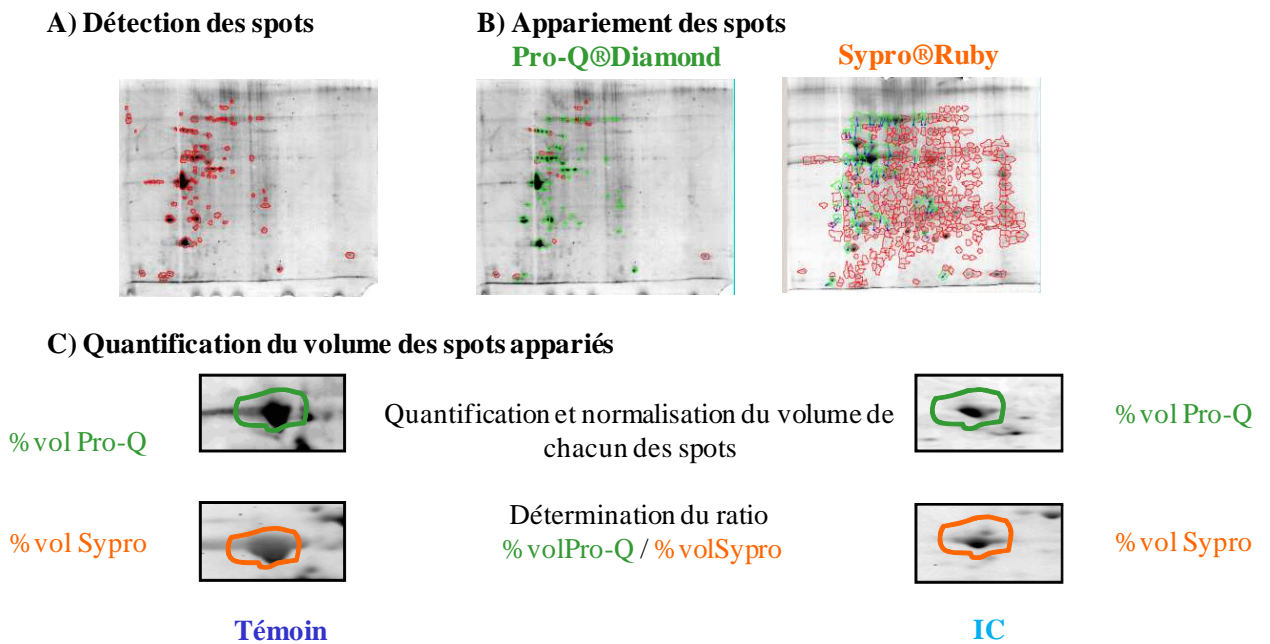 A) Détection des spots
B) Appariement des spots
Pro-Q®Diamond
Sypro®Ruby
C) Quantification du volume des spots appariés
% vol Pro-Q
Quantification et normalisation du volume de
chacun des spots
% vol Pro-Q
% vol Sypro
Détermination du ratio
% volPro-Q / % volSypro
% vol Sypro
Témoin
IC